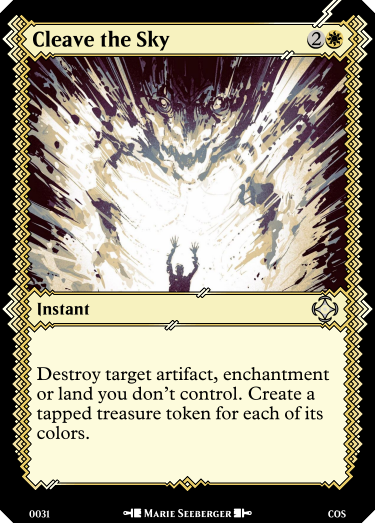 Cleave the Sky 2
Instant
Destroy target artifact, enchantment
or land you don't control. Create a
tapped treasure token for each of its
colors.
0031 Marie Seeberger COS